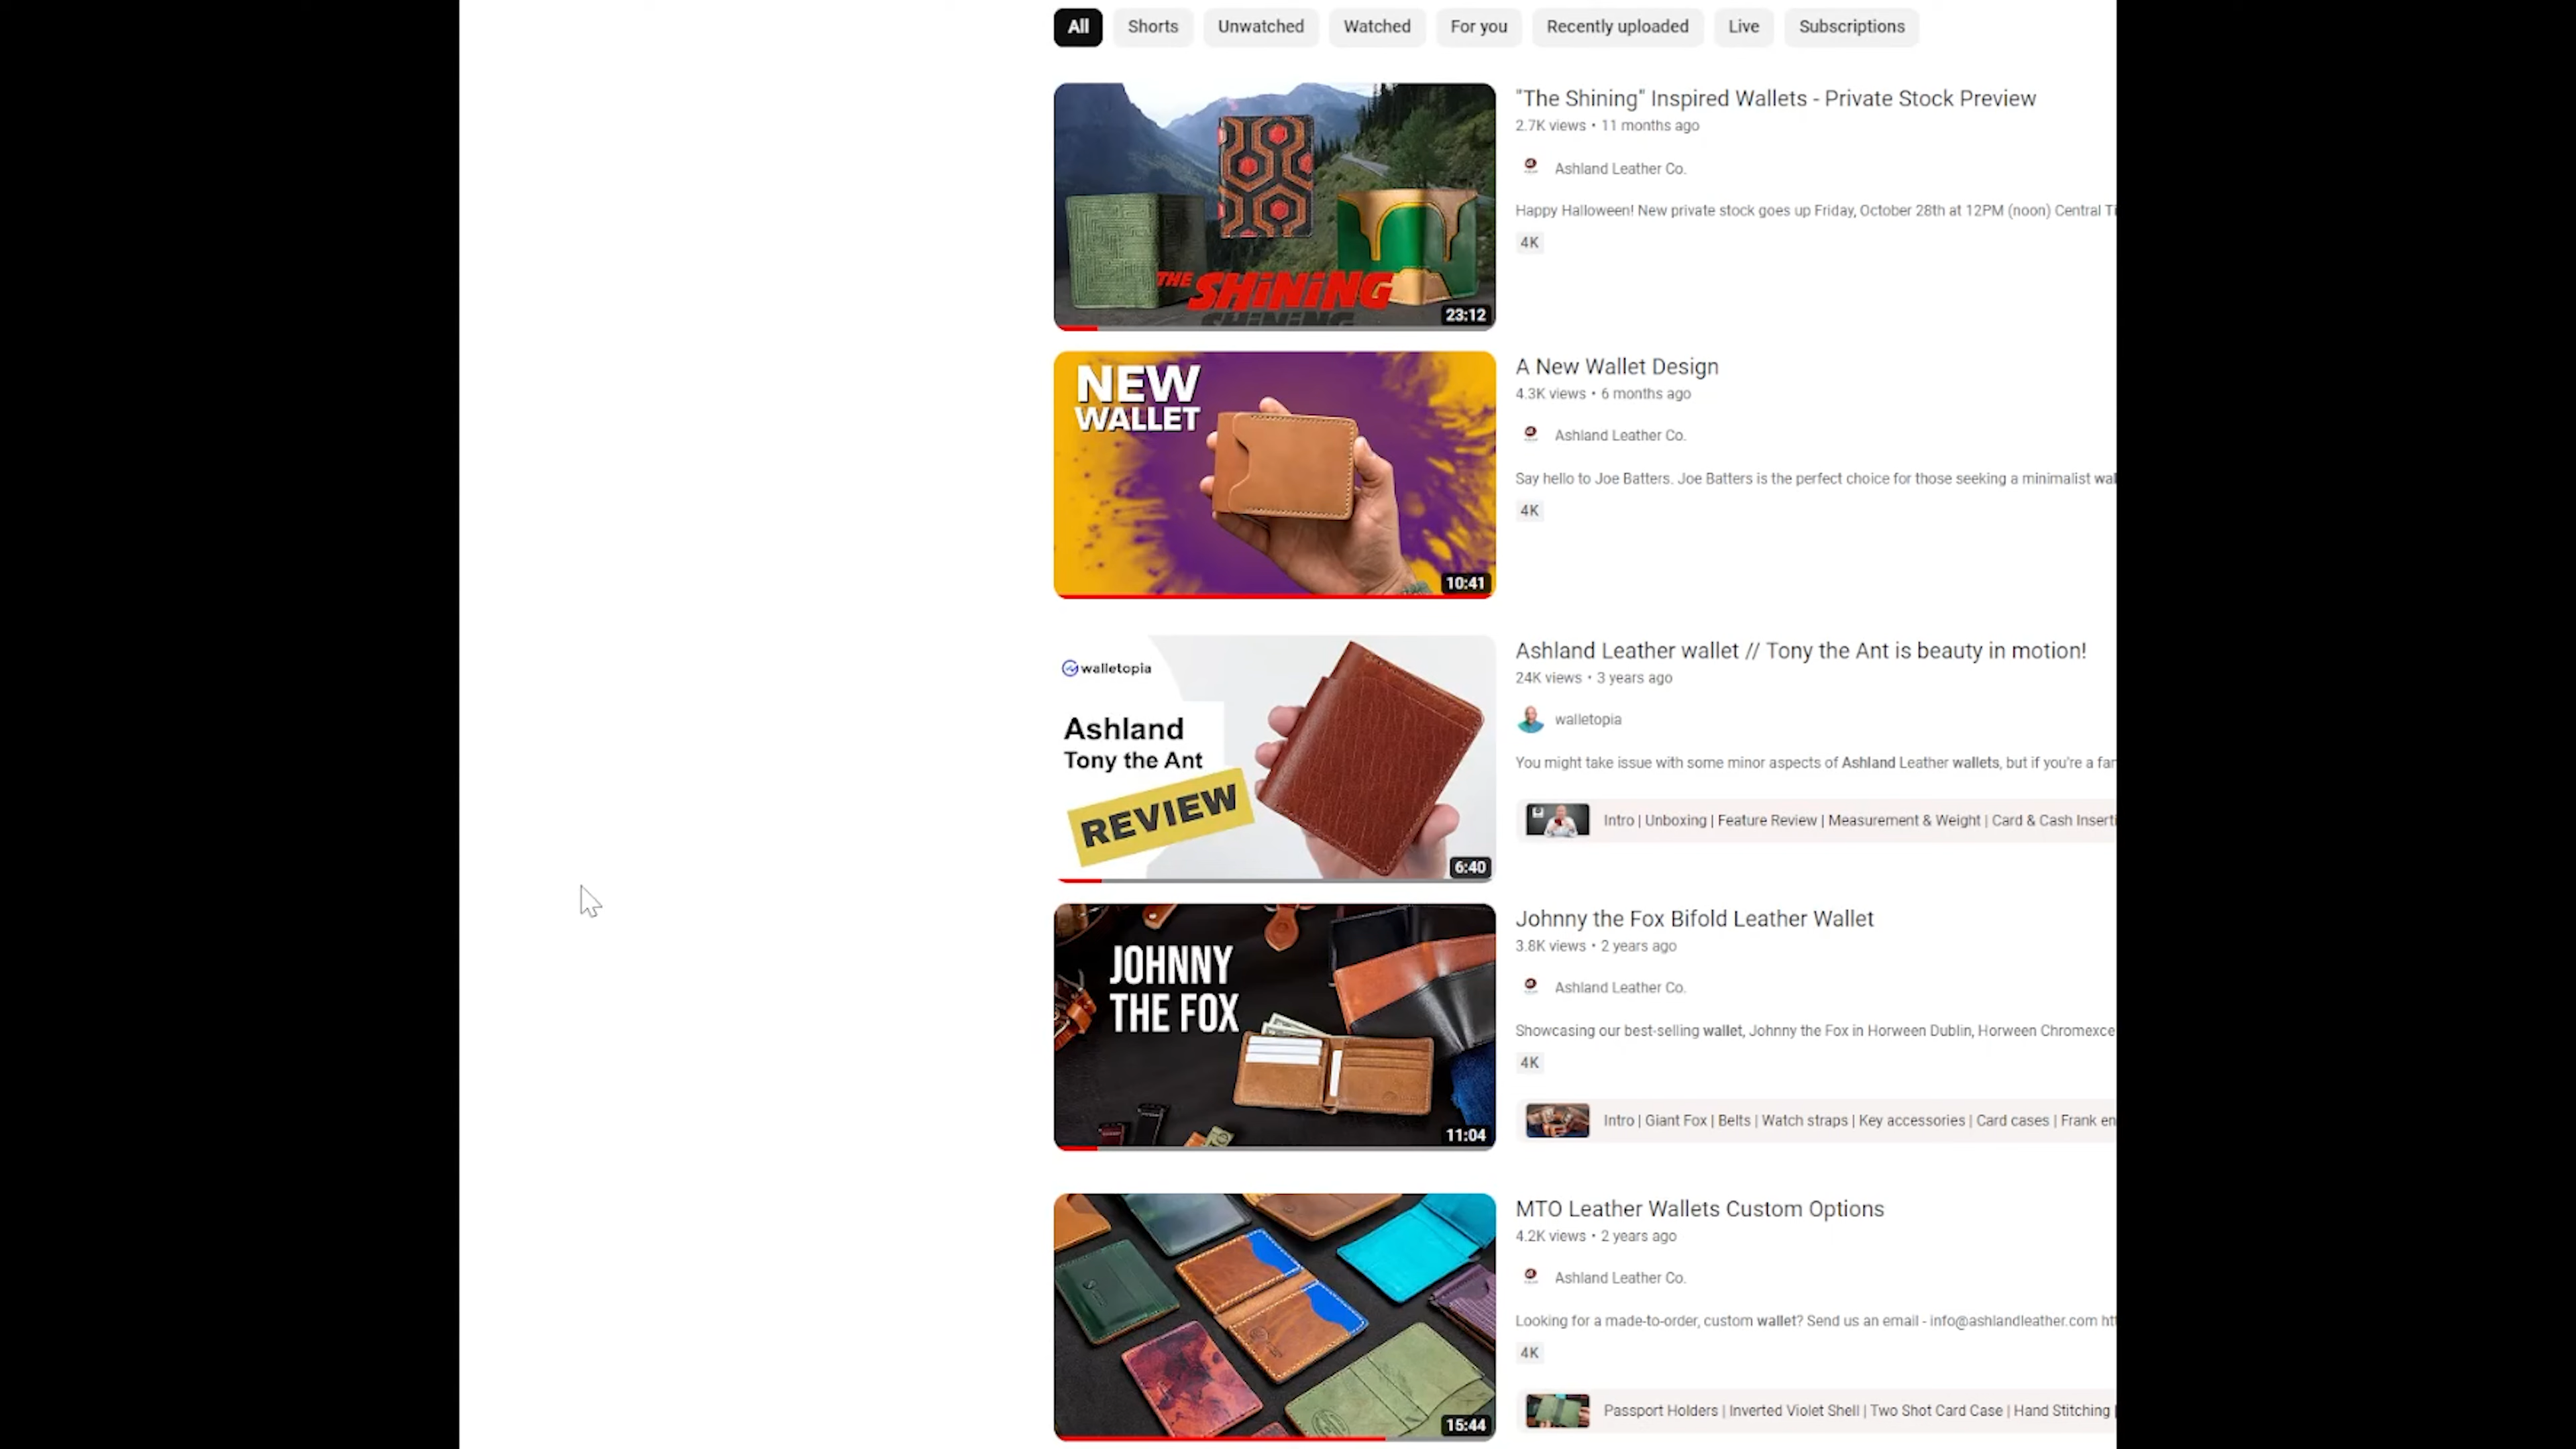 All Shorts Unwatched Watched For you Recently uploaded Live Subscriptions
THE SHINING
SHINING
23:12
"The Shining" Inspired Wallets - Private Stock Preview
2.7K views • 11 months ago
Ashland Leather Co.
Happy Halloween! New private stock goes up Friday, October 28th at 12PM (noon) Central
4K
NEW
WALLET
10:41
A New Wallet Design
4.3K views • 6 months ago
Ashland Leather Co.
Say hello to Joe Batters. Joe Batters is the perfect choice for those seeking a minimalist
4K
walletopia
Ashland
Tony the Ant
REVIEW
6:40
Ashland Leather wallet // Tony the Ant is beauty in motion!
24K views • 3 years ago
walletopia
You might take issue with some minor aspects of Ashland Leather wallets, but if you're a
Intro | Unboxing | Feature Review | Measurement & Weight | Card & Cash
JOHNNY
THE FOX
11:04
Johnny the Fox Bifold Leather Wallet
3.8K views • 2 years ago
Ashland Leather Co.
Showcasing our best-selling wallet, Johnny the Fox in Horween Dublin, Horween
4K
Intro | Giant Fox | Belts | Watch straps | Key accessories | Card cases | Frank
15:44
MTO Leather Wallets Custom Options
4.2K views • 2 years ago
Ashland Leather Co.
Looking for a made-to-order, custom wallet? Send us an email - info@ashlandleather.com
4K
Passport Holders | Inverted Violet Shell | Two Shot Card Case | Hand Stitching |